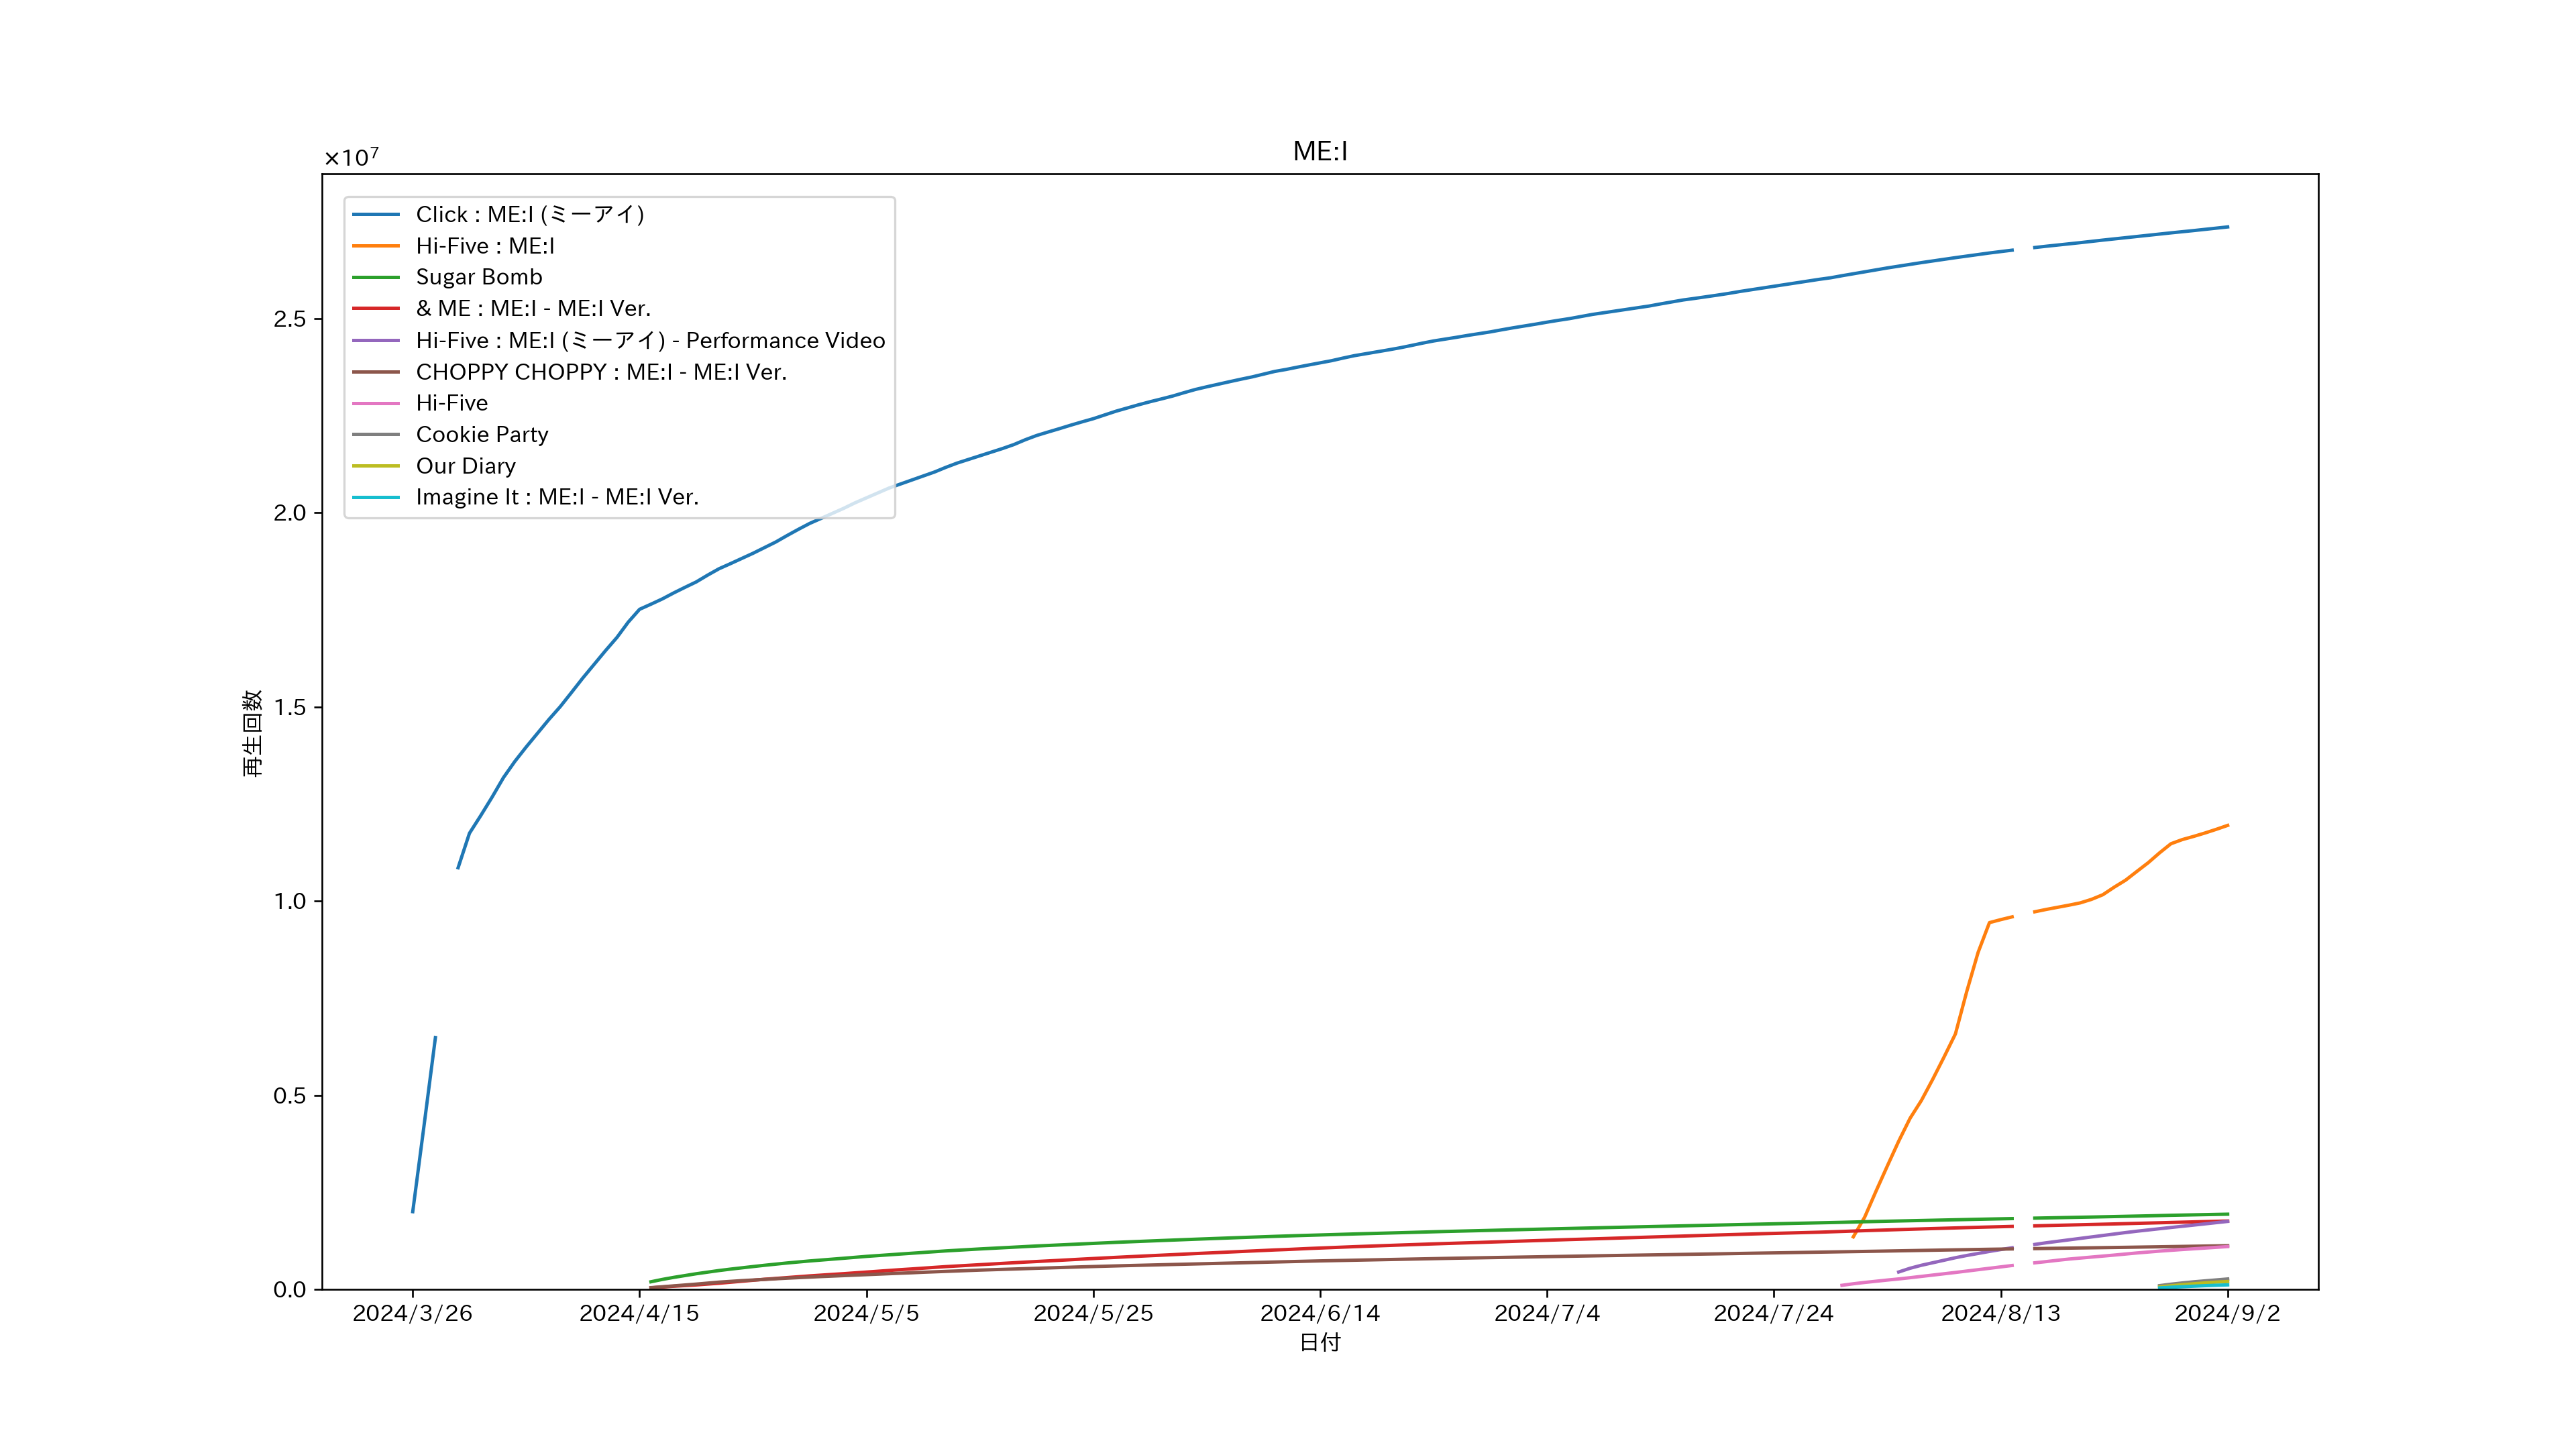 ME:I
×10⁷
Click : ME:I (ミーアイ)
Hi-Five : ME:I
Sugar Bomb
& ME : ME:I - ME:I Ver.
Hi-Five : ME:I (ミーアイ) - Performance Video
CHOPPY CHOPPY : ME:I - ME:I Ver.
Hi-Five
Cookie Party
Our Diary
Imagine It : ME:I - ME:I Ver.
2.5
2.0
1.5
1.0
0.5
0.0
再生回数
2024/3/26 2024/4/15 2024/5/5 2024/5/25 2024/6/14 2024/7/4 2024/7/24 2024/8/13 2024/9/2
日付